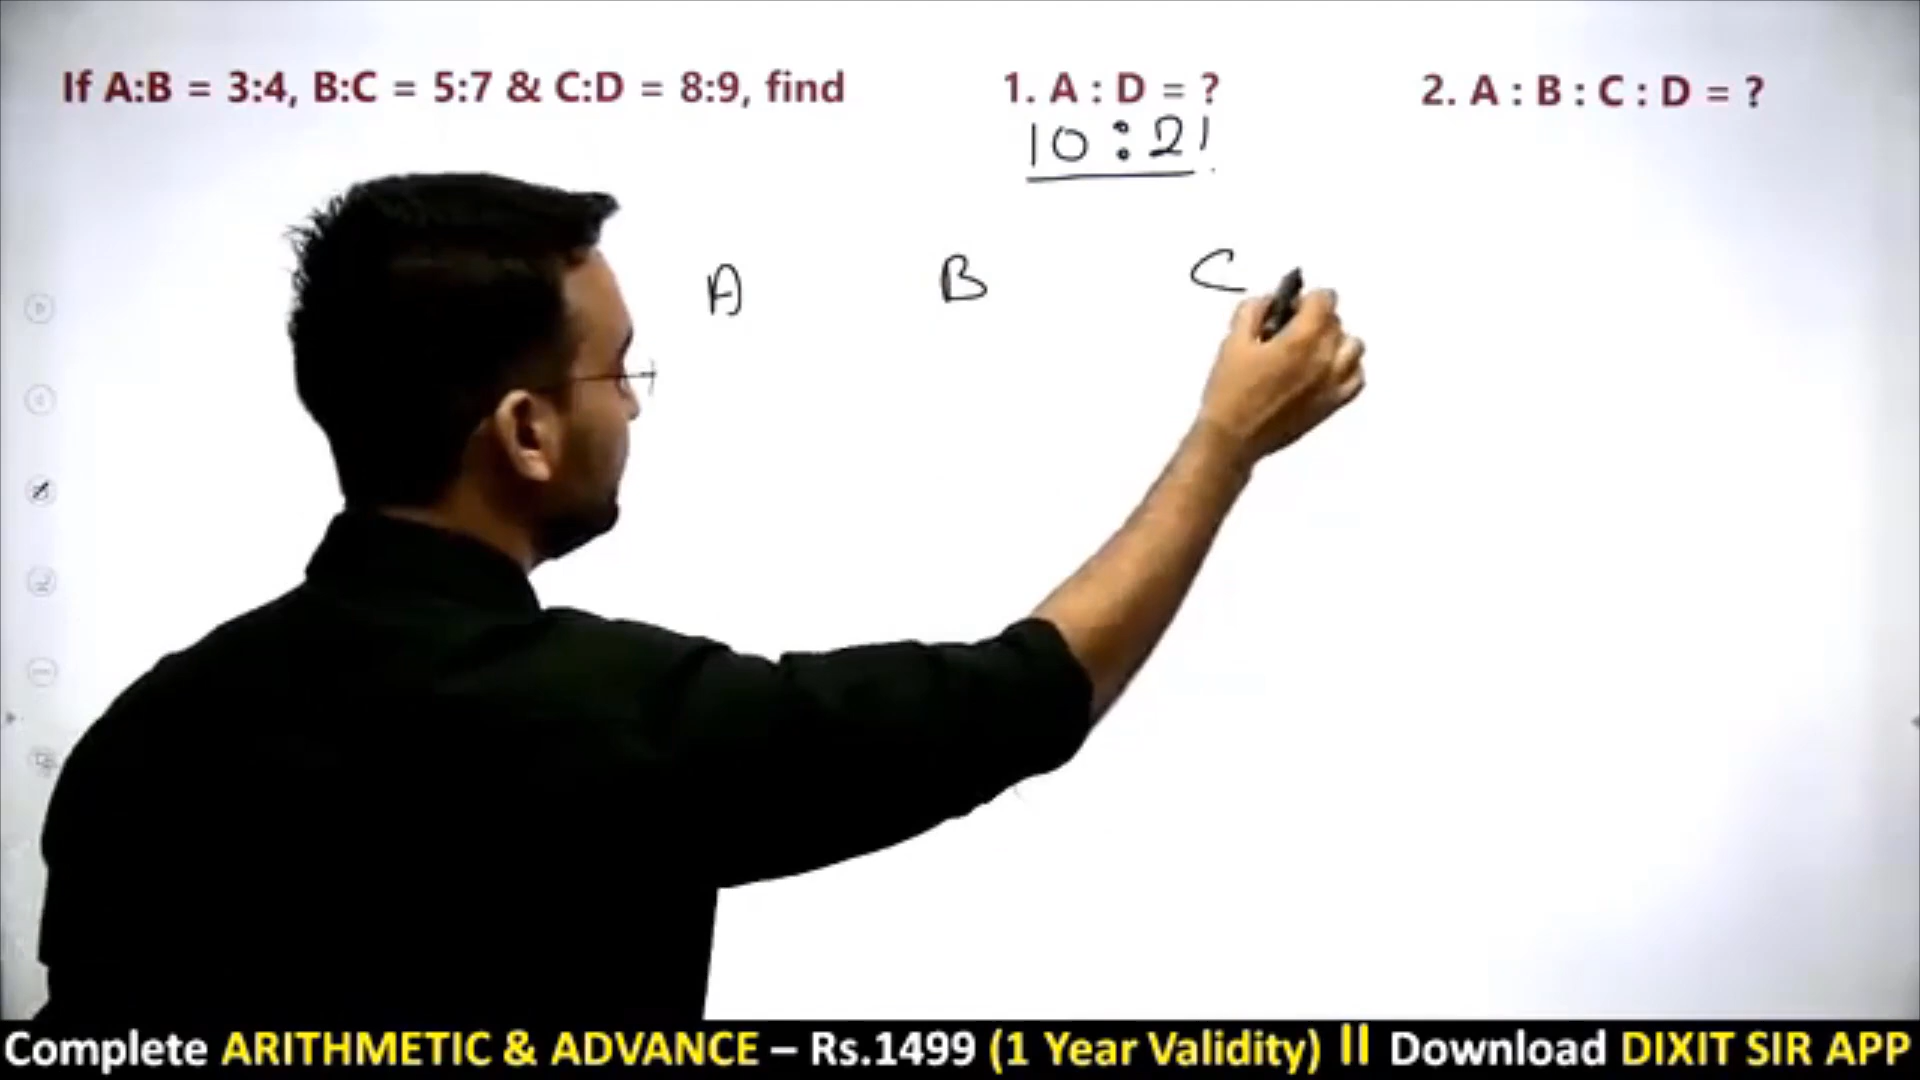 If A:B = 3:4, B:C = 5:7 & C:D = 8:9, find 1. A : D = ? 2. A : B : C : D = ?
10 : 21
A B C
Complete ARITHMETIC & ADVANCE – Rs.1499 (1 Year Validity) || Download DIXIT SIR APP